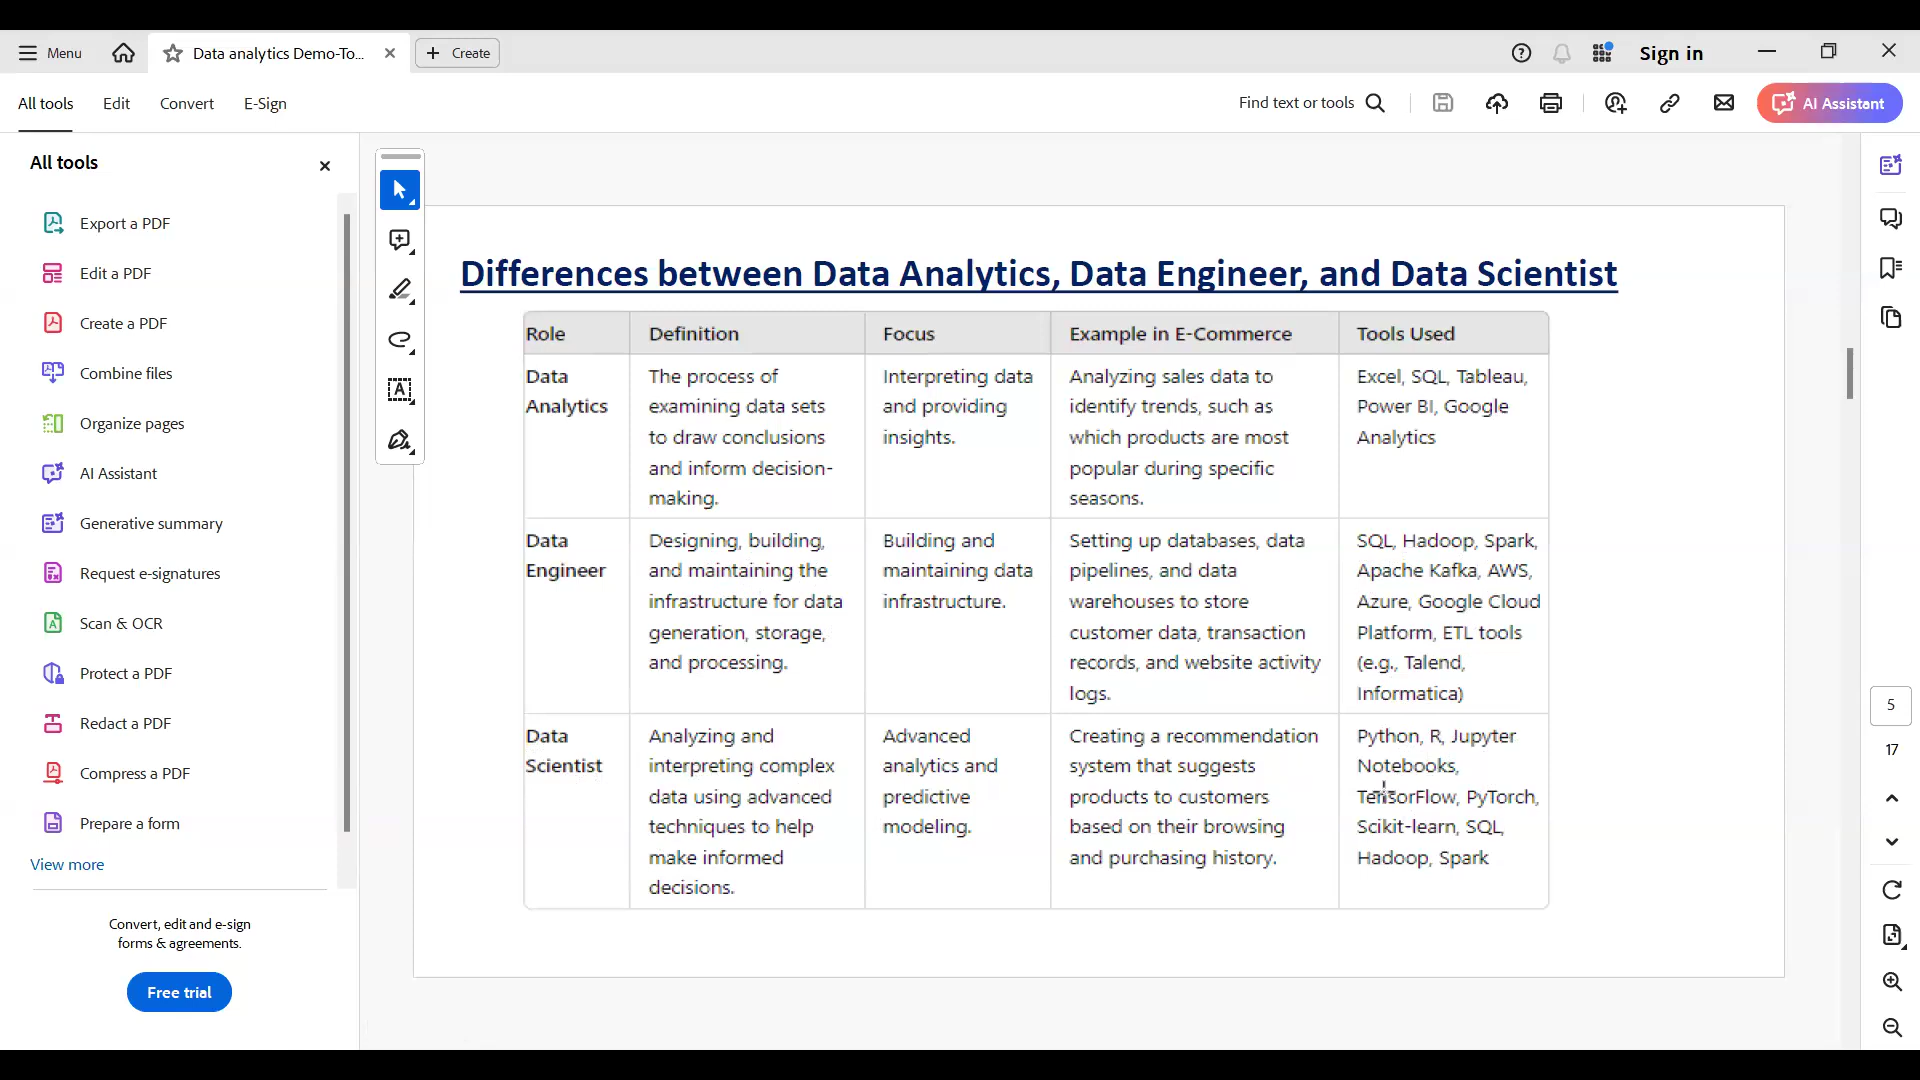 Menu
Data analytics Demo-To...
Create
Sign in
All tools
Edit
Convert
E-Sign
Find text or tools
AI Assistant
All tools
Export a PDF
Edit a PDF
Create a PDF
Combine files
Organize pages
AI Assistant
Generative summary
Request e-signatures
Scan & OCR
Protect a PDF
Redact a PDF
Compress a PDF
Prepare a form
View more
Convert, edit and e-sign
forms & agreements.
Free trial
Differences between Data Analytics, Data Engineer, and Data Scientist
Role
Definition
Focus
Example in E-Commerce
Tools Used
Data
Analytics
The process of
examining data sets
to draw conclusions
and inform decision-
making.
Interpreting data
and providing
insights.
Analyzing sales data to
identify trends, such as
which products are most
popular during specific
seasons.
Excel, SQL, Tableau,
Power BI, Google
Analytics
Data
Engineer
Designing, building,
and maintaining the
infrastructure for data
generation, storage,
and processing.
Building and
maintaining data
infrastructure.
Setting up databases, data
pipelines, and data
warehouses to store
customer data, transaction
records, and website activity
logs.
SQL, Hadoop, Spark,
Apache Kafka, AWS,
Azure, Google Cloud
Platform, ETL tools
(e.g., Talend,
Informatica)
Data
Scientist
Analyzing and
interpreting complex
data using advanced
techniques to help
make informed
decisions.
Advanced
analytics and
predictive
modeling.
Creating a recommendation
system that suggests
products to customers
based on their browsing
and purchasing history.
Python, R, Jupyter
Notebooks,
TensorFlow, PyTorch,
Scikit-learn, SQL,
Hadoop, Spark
5
17